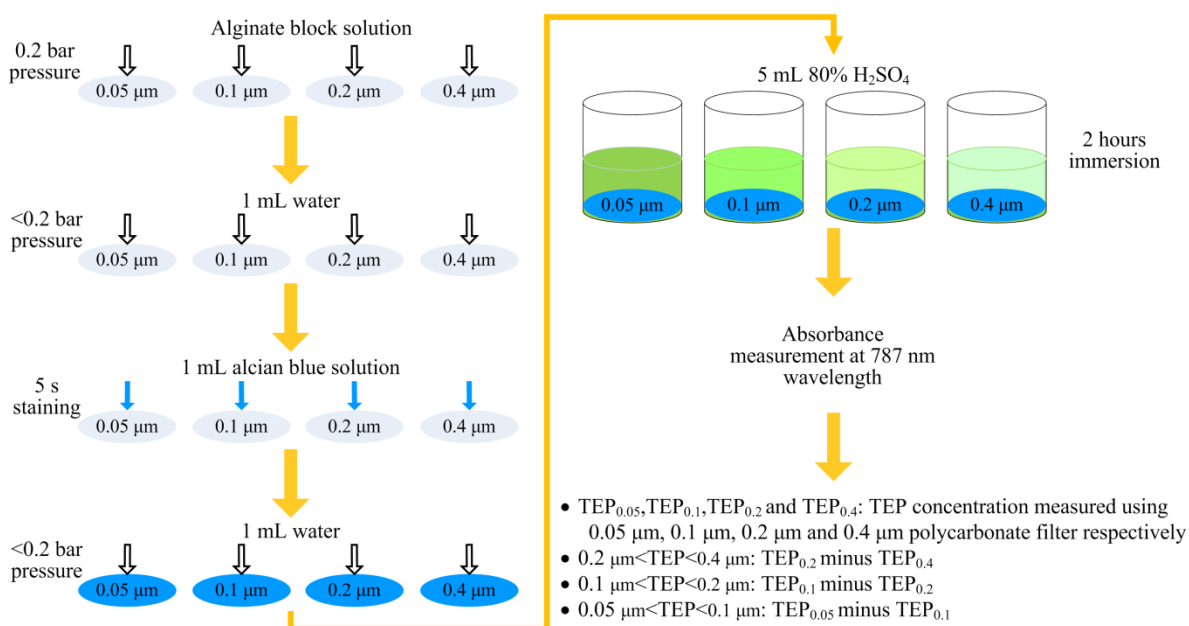 Alginate block solution
0.2 bar
pressure
0.05 μm
0.1 μm
0.2 μm
0.4 μm
1 mL water
<0.2 bar
pressure
0.05 μm
0.1 μm
0.2 μm
0.4 μm
1 mL alcian blue solution
5 s
staining
0.05 μm
0.1 μm
0.2 μm
0.4 μm
1 mL water
<0.2 bar
pressure
0.05 μm
0.1 μm
0.2 μm
0.4 μm
5 mL 80% H₂SO₄
2 hours
immersion
0.05 μm
0.1 μm
0.2 μm
0.4 μm
Absorbance
measurement at 787 nm
wavelength
• TEP₀.₀₅,TEP₀.₁,TEP₀.₂ and TEP₀.₄: TEP concentration measured using
0.05 μm, 0.1 μm, 0.2 μm and 0.4 μm polycarbonate filter respectively
• 0.2 μm<TEP<0.4 μm: TEP₀.₂ minus TEP₀.₄
• 0.1 μm<TEP<0.2 μm: TEP₀.₁ minus TEP₀.₂
• 0.05 μm<TEP<0.1 μm: TEP₀.₀₅ minus TEP₀.₁